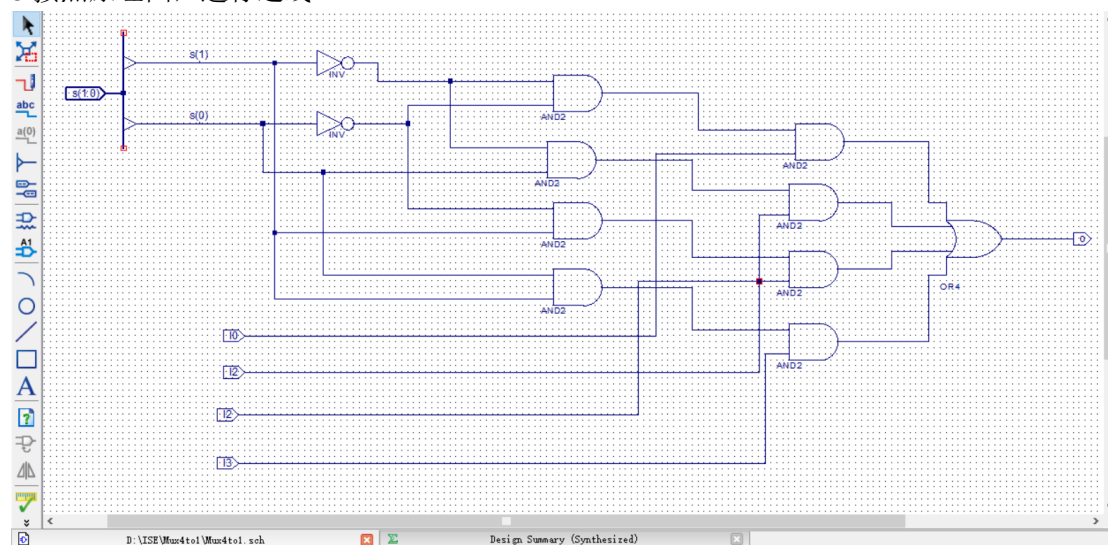 s(1)
INV
s(1:0)
abc
AND2
s(0)
a(0)
INV
AND2
AND2
AND2
A1
AND2
AND2
O
OR4
AND2
AND2
I0
AND2
I2
A
I2
I3
D:\ISE\Mux4to1\Mux4to1.sch
Design Summary (Synthesized)